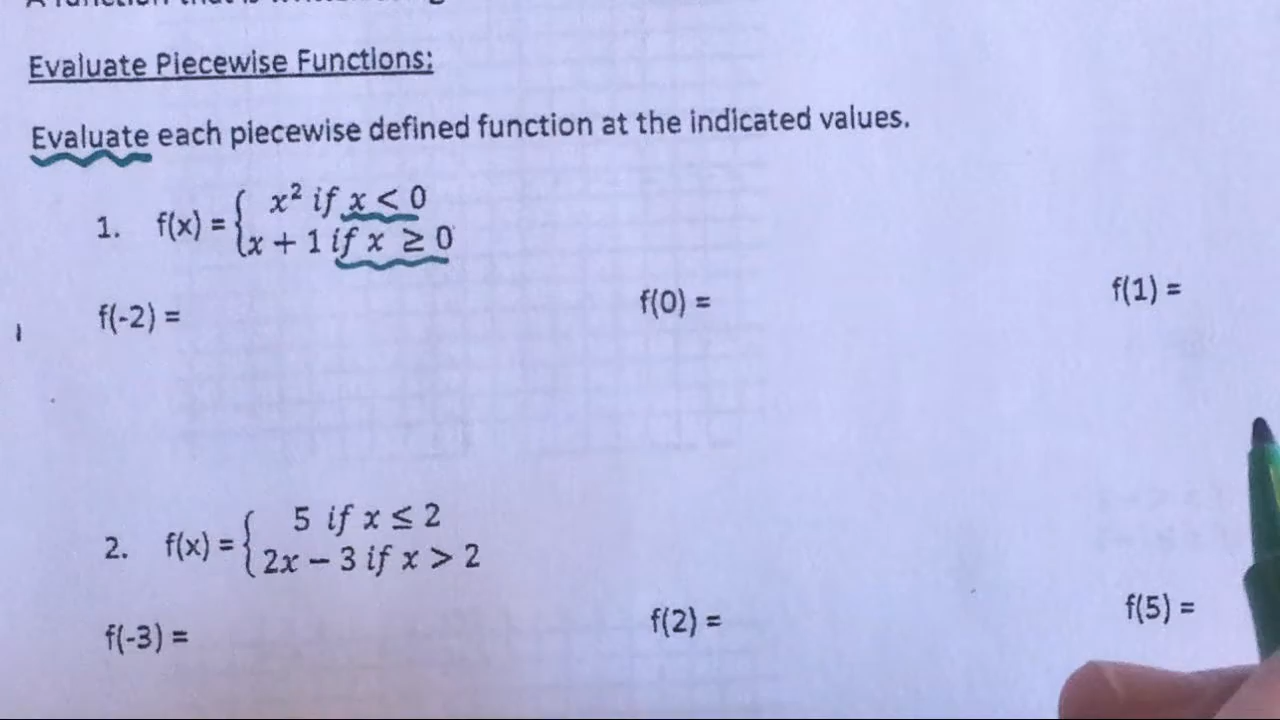 Evaluate Piecewise Functions:
Evaluate each piecewise defined function at the indicated values.
1. f(x) = { x² if x < 0
x + 1 if x ≥ 0
f(-2) = f(0) = f(1) =
2. f(x) = { 5 if x ≤ 2
2x − 3 if x > 2
f(-3) = f(2) = f(5) =